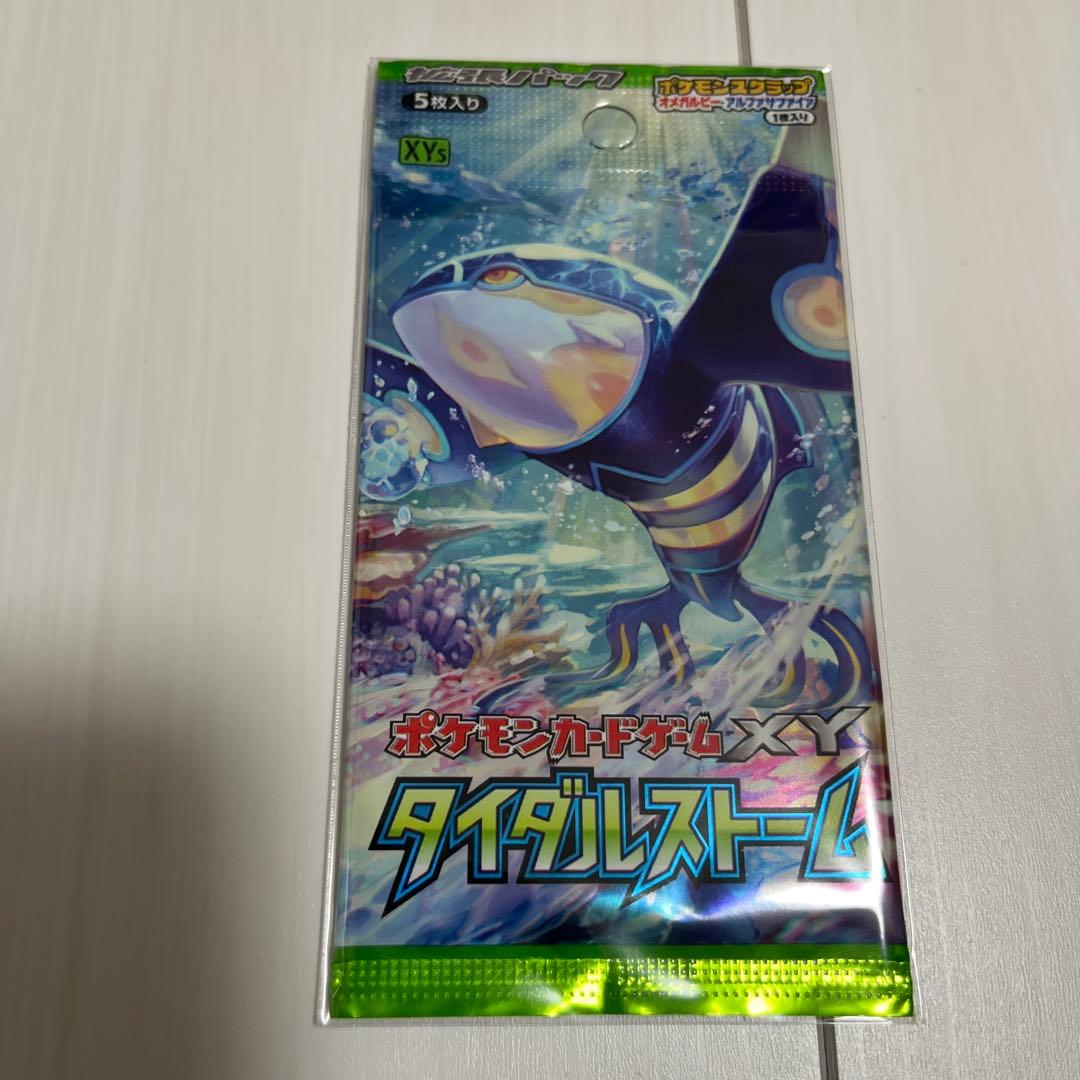 拡張パック
5枚入り
ポケモンスクラップ
オメガルビー・アルファサファイア
1枚入り
XY5
ポケモンカードゲームXY
タイダルストーム